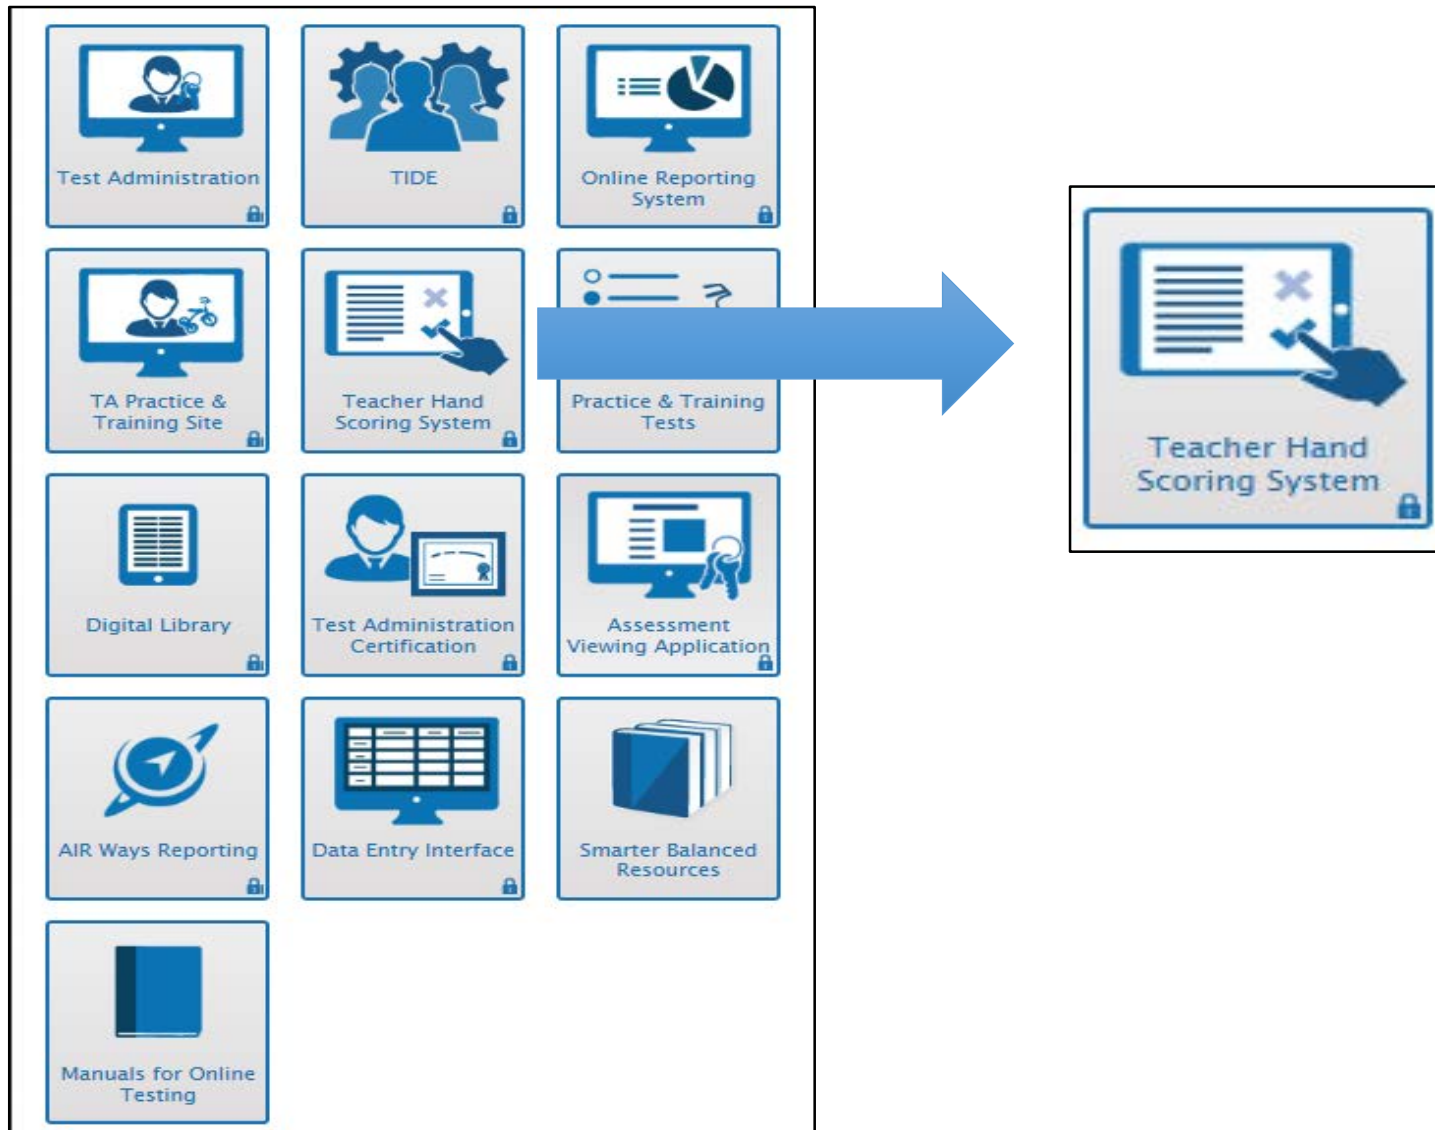 Test Administration
TIDE
Online Reporting
System
TA Practice &
Training Site
Teacher Hand
Scoring System
Practice & Training
Tests
Digital Library
Test Administration
Certification
Assessment
Viewing Application
AIR Ways Reporting
Data Entry Interface
Smarter Balanced
Resources
Manuals for Online
Testing
Teacher Hand
Scoring System